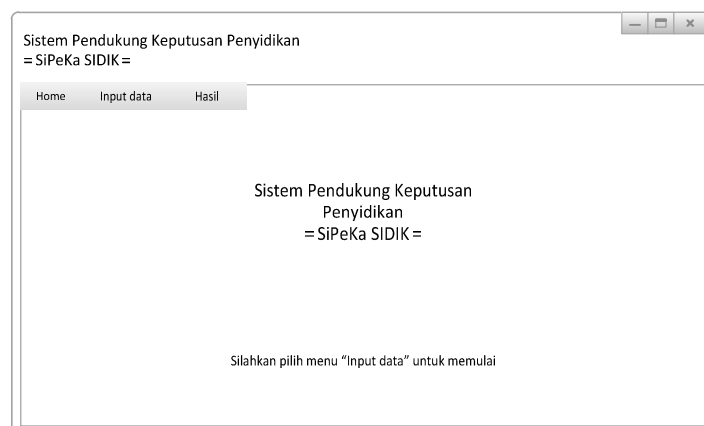 Sistem Pendukung Keputusan Penyidikan
=SiPeKa SIDIK=
Home Input data Hasil
Sistem Pendukung Keputusan
Penyidikan
=SiPeKa SIDIK=
Silahkan pilih menu “Input data” untuk memulai